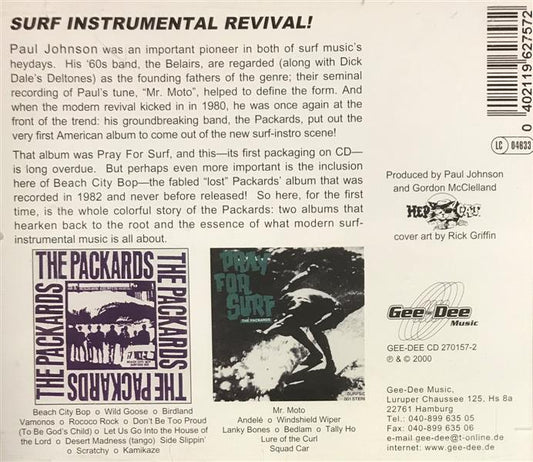 SURF INSTRUMENTAL REVIVAL!
Paul Johnson was an important pioneer in both of surf music's
heydays. His '60s band, the Belairs, are regarded (along with Dick
Dale's Deltones) as the founding fathers of the genre; their seminal
recording of Paul's tune, "Mr. Moto", helped to define the form. And
when the modern revival kicked in in 1980, he was once again at the
front of the trend: his groundbreaking band, the Packards, put out the
very first American album to come out of the new surf-instro scene!
That album was Pray For Surf, and this—its first packaging on CD—
is long overdue. But perhaps even more important is the inclusion
here of Beach City Bop—the fabled "lost" Packards' album that was
recorded in 1982 and never before released! So here, for the first
time, is the whole colorful story of the Packards: two albums that
hearken back to the root and the essence of what modern surf-
instrumental music is all about.
0 402119 627572
LC 04633
Produced by Paul Johnson
and Gordon McClelland
HEP CAT
cover art by Rick Griffin
THE PACKARDS
THE PACKARDS
THE PACKARDS
THE PACKARDS
PRAY
FOR
SURF
THE PACKARDS
SURFSC
001 STEREO
Beach City Bop o Wild Goose o Birdland
Vamonos o Rococo Rock o Don't Be Too Proud
(To Be God's Child) o Let Us Go Into the House of
the Lord o Desert Madness (tango) o Side Slippin'
o Scratchy o Kamikaze
Mr. Moto
Andelé o Windshield Wiper
Lanky Bones o Bedlam o Tally Ho
Lure of the Curl
Squad Car
Gee-Dee
Music
GEE-DEE CD 270157-2
℗ & © 2000
Gee-Dee Music,
Luruper Chaussee 125, Hs 8a
22761 Hamburg
Tel.: 040-899 635 05
Fax: 040-899 635 06
e-mail gee-dee@t-online.de
internet: www.gee-dee.de